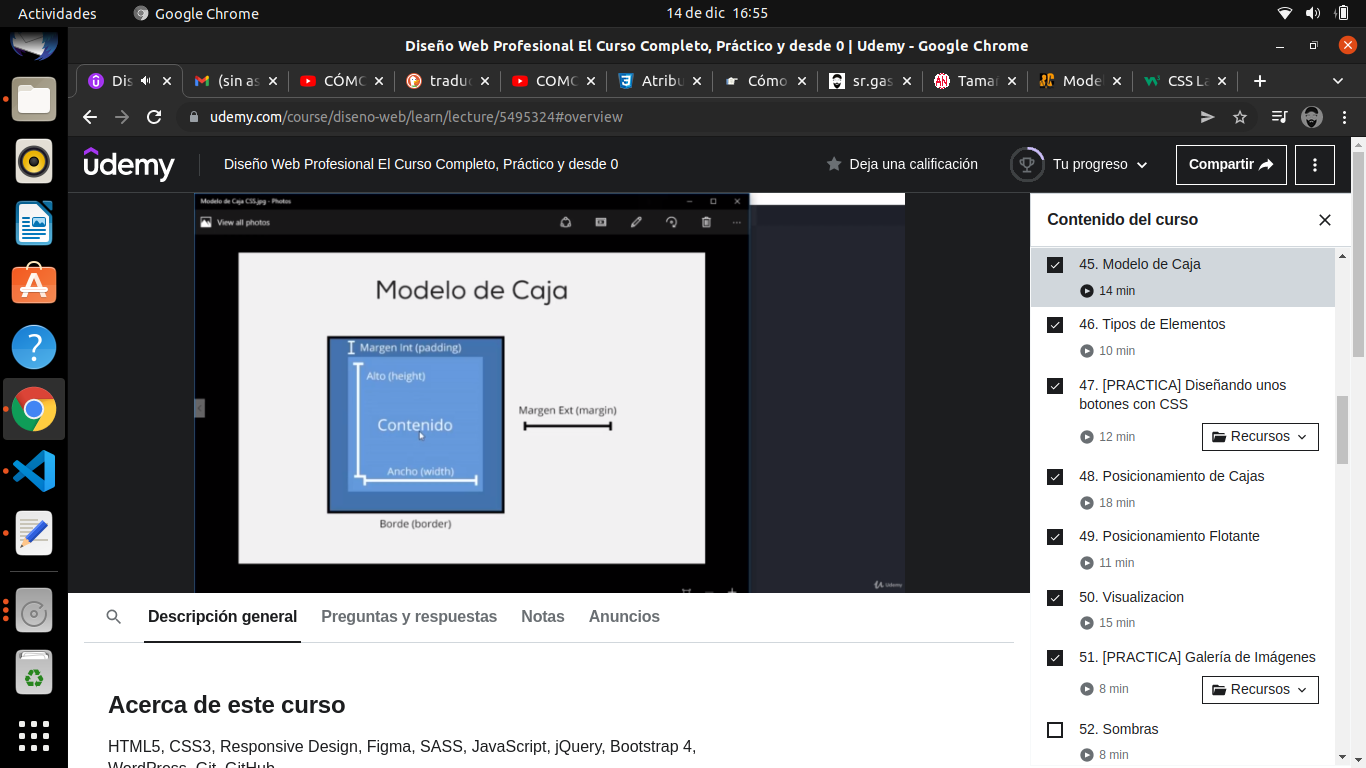 Actividades
Google Chrome
14 de dic 16:55
Diseño Web Profesional El Curso Completo, Práctico y desde 0 | Udemy - Google Chrome
Dis
(sin as
CÓMO
traduc
COMO
Atribu
Cómo
sr.gas
Tamañ
Model
CSS La
udemy.com/course/diseno-web/learn/lecture/5495324#overview
udemy
Diseño Web Profesional El Curso Completo, Práctico y desde 0
Deja una calificación
Tu progreso
Compartir
Modelo de Caja CSS.jpg - Photos
View all photos
Modelo de Caja
Margen Int (padding)
Alto (height)
Contenido
Ancho (width)
Borde (border)
Margen Ext (margin)
Udemy
Contenido del curso
45. Modelo de Caja
14 min
46. Tipos de Elementos
10 min
47. [PRACTICA] Diseñando unos
botones con CSS
12 min
Recursos
48. Posicionamiento de Cajas
18 min
49. Posicionamiento Flotante
11 min
50. Visualizacion
15 min
51. [PRACTICA] Galería de Imágenes
8 min
Recursos
52. Sombras
8 min
Descripción general
Preguntas y respuestas
Notas
Anuncios
Acerca de este curso
HTML5, CSS3, Responsive Design, Figma, SASS, JavaScript, jQuery, Bootstrap 4,
WordPress, Git, GitHub